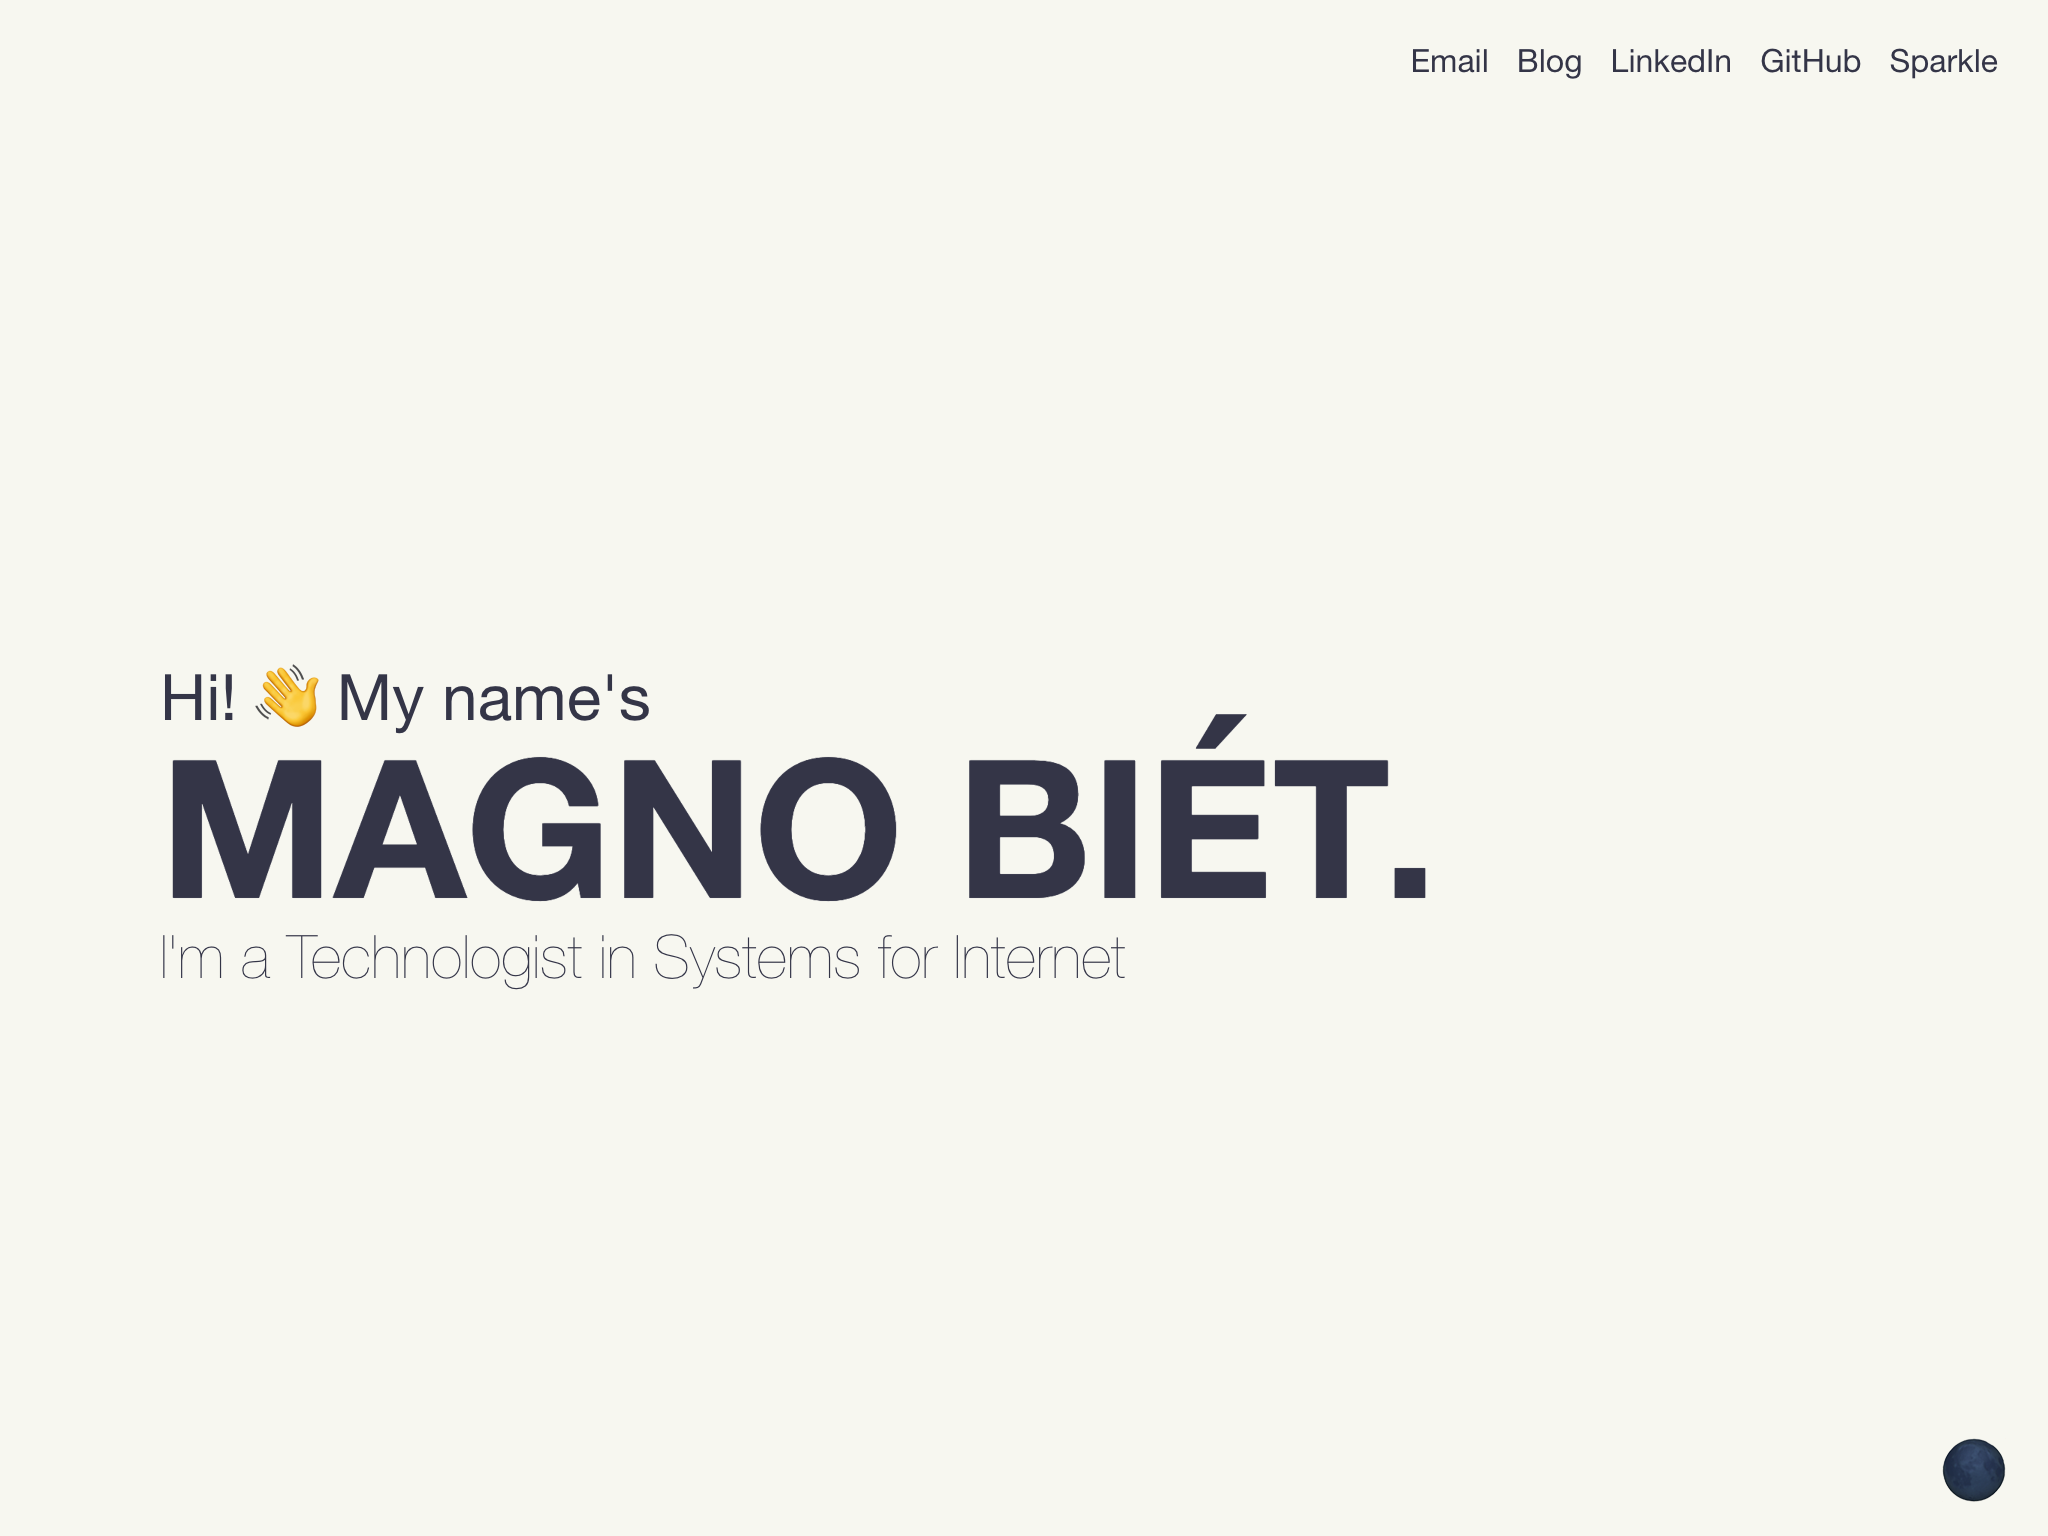 Email Blog LinkedIn GitHub Sparkle
Hi! 👋 My name's
MAGNO BIÉT.
I'm a Technologist in Systems for Internet